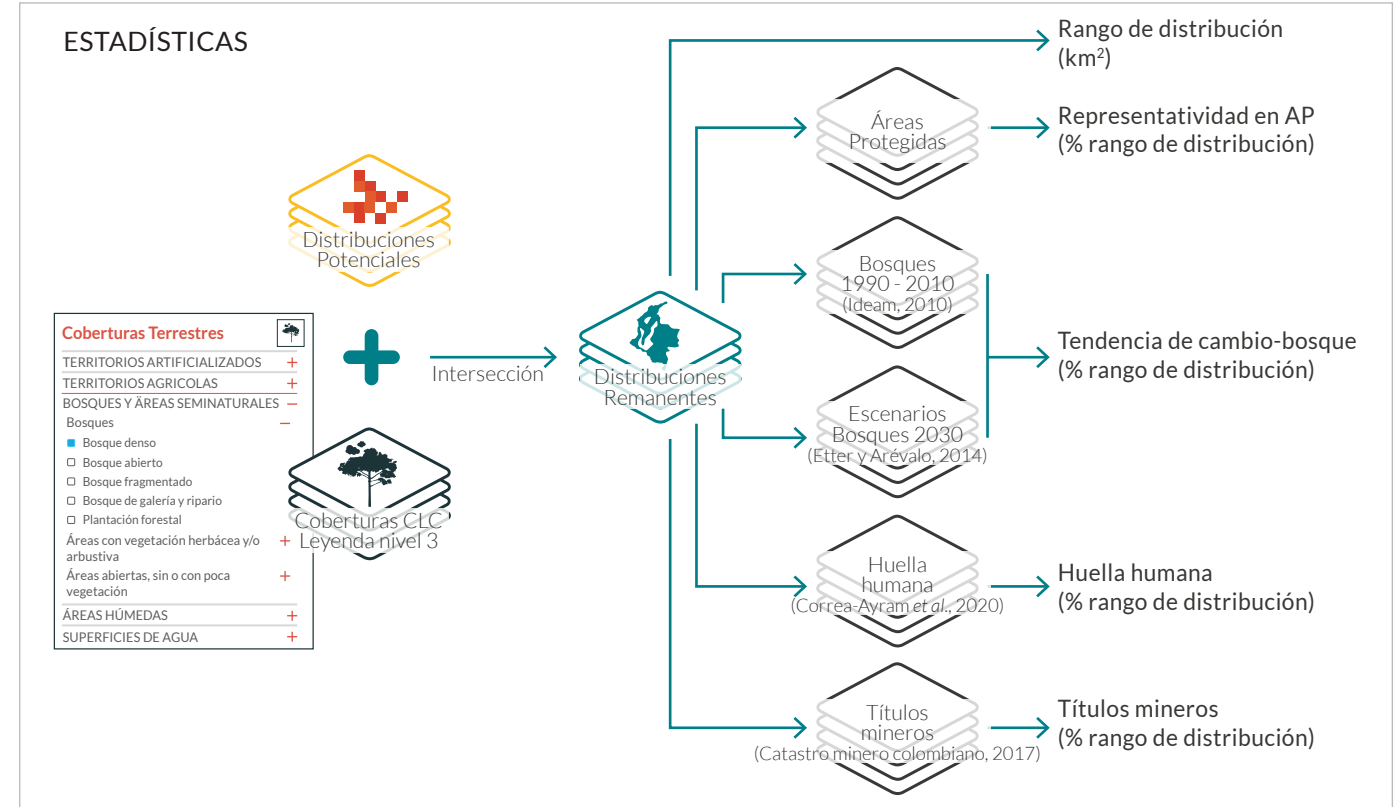 ESTADÍSTICAS
Rango de distribución
(km²)
Áreas
Protegidas
Representatividad en AP
(% rango de distribución)
Distribuciones
Potenciales
Bosques
1990 - 2010
(Ideam, 2010)
Coberturas Terrestres
TERRITORIOS ARTIFICIALIZADOS +
TERRITORIOS AGRICOLAS +
BOSQUES Y ÄREAS SEMINATURALES –
Bosques –
Bosque denso
Bosque abierto
Bosque fragmentado
Bosque de galería y ripario
Plantación forestal
Áreas con vegetación herbácea y/o +
arbustiva
Áreas abiertas, sin o con poca +
vegetación
ÁREAS HÚMEDAS +
SUPERFICIES DE AGUA +
Intersección
Distribuciones
Remanentes
Tendencia de cambio-bosque
(% rango de distribución)
Escenarios
Bosques 2030
(Etter y Arévalo, 2014)
Coberturas CLC
Leyenda nivel 3
Huella
humana
(Correa-Ayram et al., 2020)
Huella humana
(% rango de distribución)
Títulos
mineros
(Catastro minero colombiano, 2017)
Títulos mineros
(% rango de distribución)